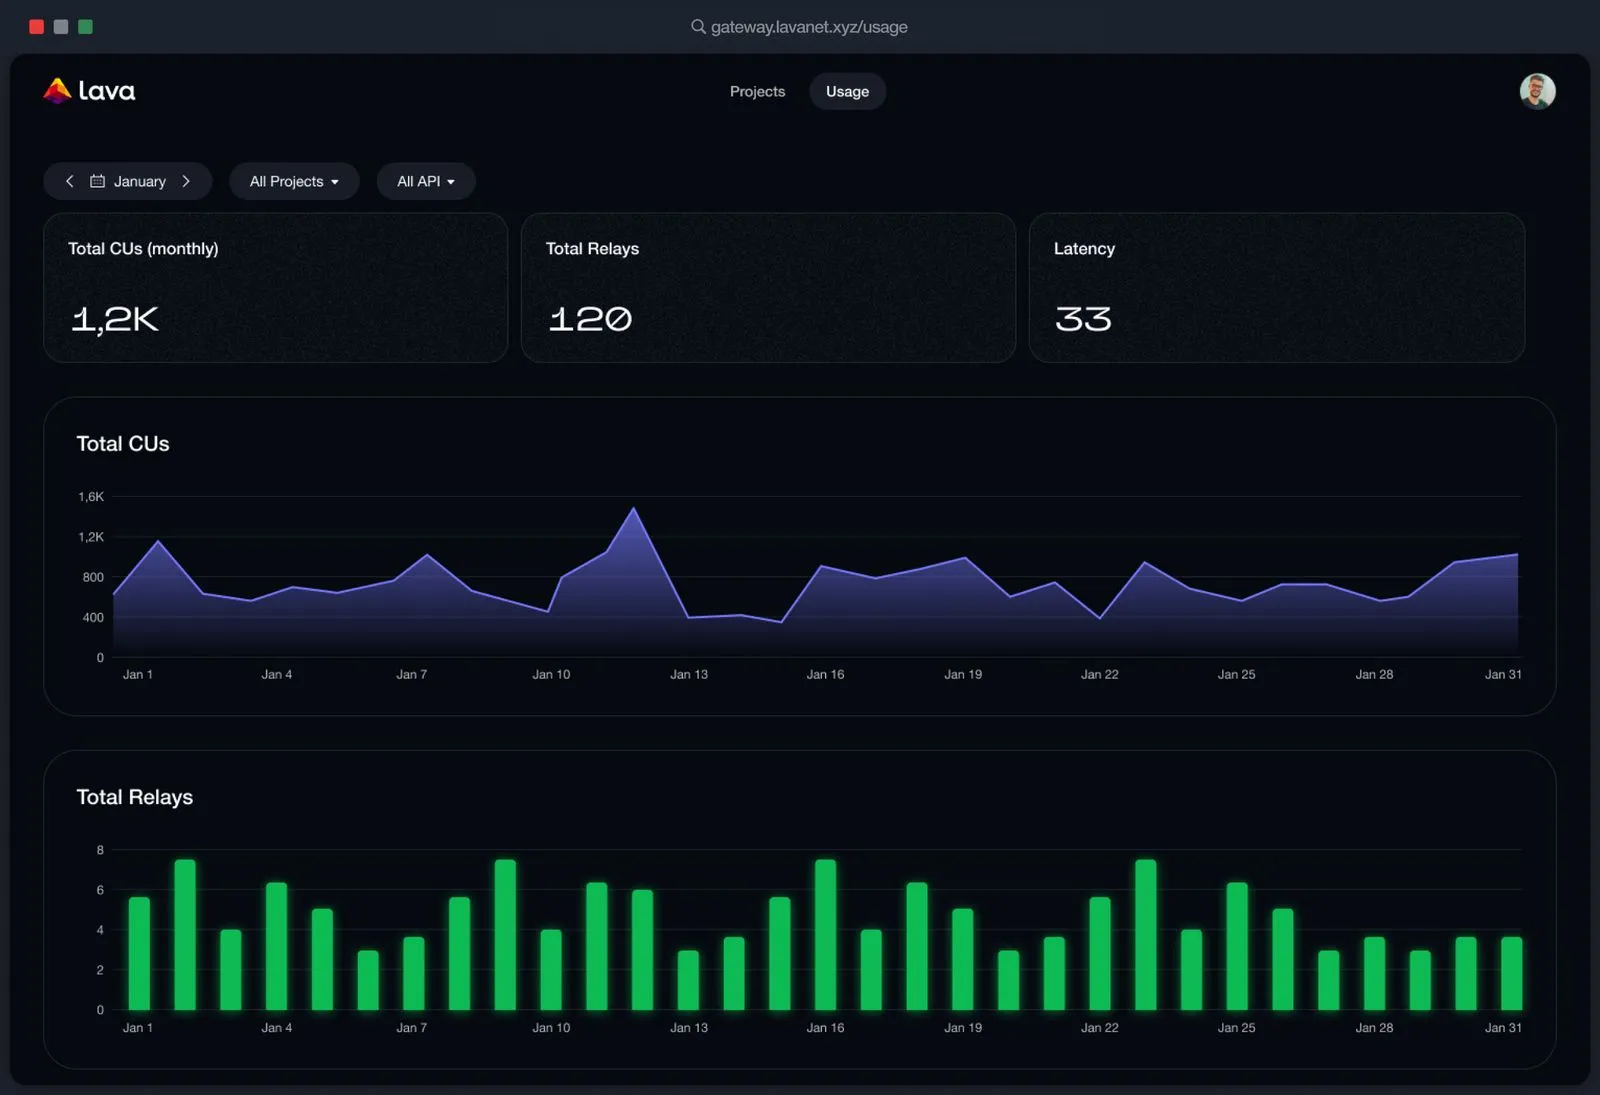 gateway.lavanet.xyz/usage
lava
Projects
Usage
January
All Projects
All API
Total CUs (monthly)
1,2K
Total Relays
120
Latency
33
Total CUs
1,6K
1,2K
800
400
0
Jan 1 Jan 4 Jan 7 Jan 10 Jan 13 Jan 16 Jan 19 Jan 22 Jan 25 Jan 28 Jan 31
Total Relays
8
6
4
2
0
Jan 1 Jan 4 Jan 7 Jan 10 Jan 13 Jan 16 Jan 19 Jan 22 Jan 25 Jan 28 Jan 31